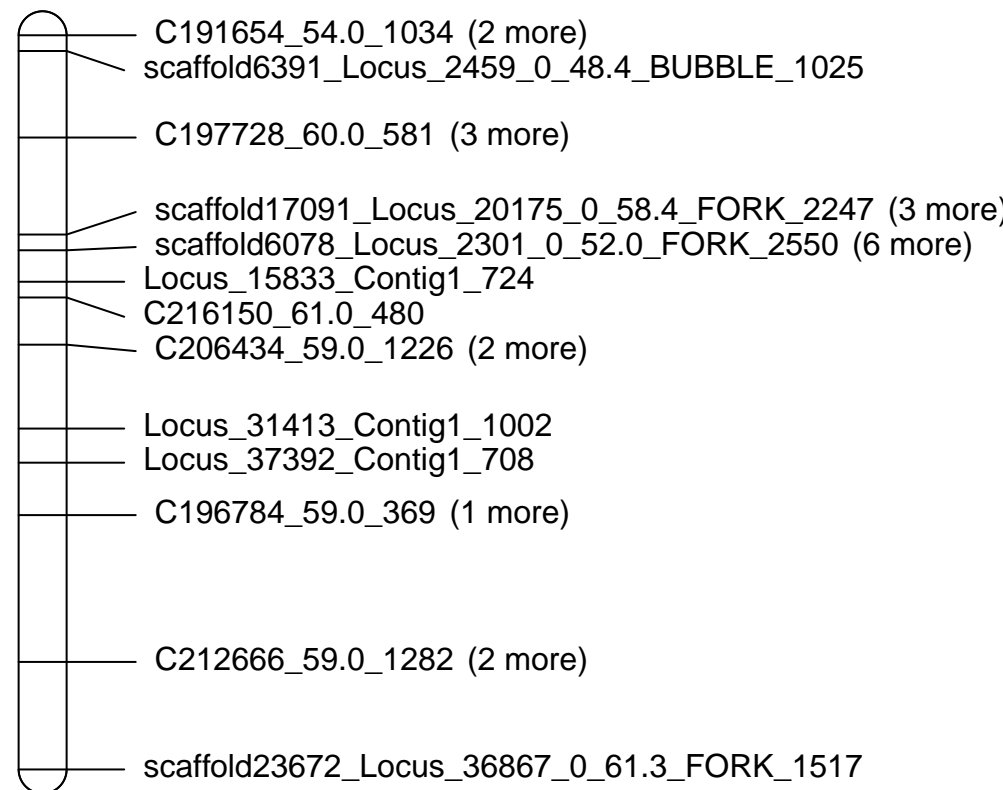 C191654_54.0_1034 (2 more)
scaffold6391_Locus_2459_0_48.4_BUBBLE_1025
C197728_60.0_581 (3 more)
scaffold17091_Locus_20175_0_58.4_FORK_2247 (3 more)
scaffold6078_Locus_2301_0_52.0_FORK_2550 (6 more)
Locus_15833_Contig1_724
C216150_61.0_480
C206434_59.0_1226 (2 more)
Locus_31413_Contig1_1002
Locus_37392_Contig1_708
C196784_59.0_369 (1 more)
C212666_59.0_1282 (2 more)
scaffold23672_Locus_36867_0_61.3_FORK_1517